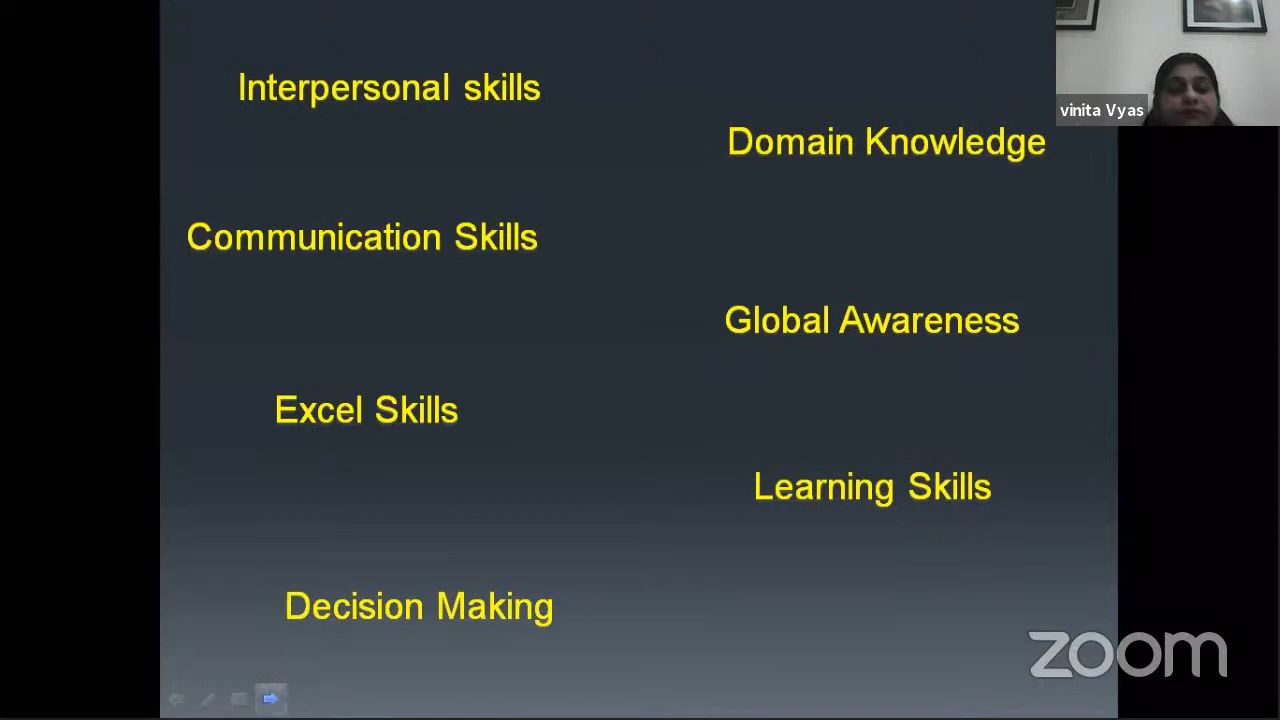 Interpersonal skills
vinita Vyas
Domain Knowledge
Communication Skills
Global Awareness
Excel Skills
Learning Skills
Decision Making
zoom